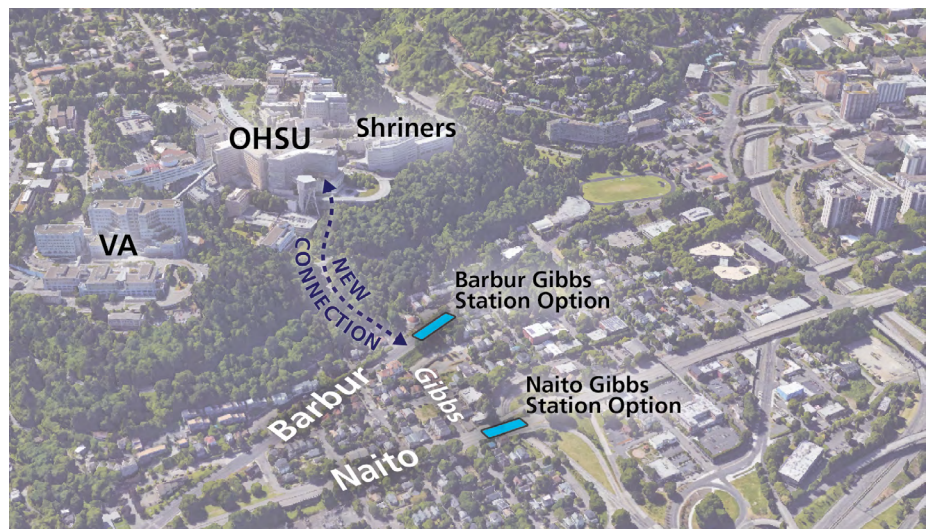 OHSU
Shriners
VA
NEW
CONNECTION
Barbur Gibbs
Station Option
Barbur
Gibbs
Naito Gibbs
Station Option
Naito